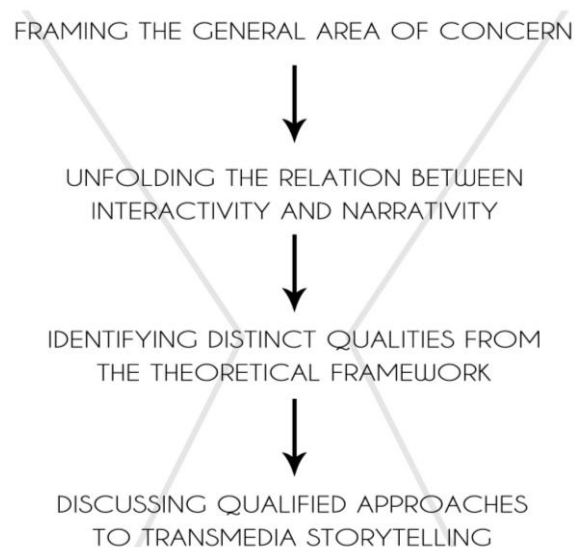 FRAMING THE GENERAL AREA OF CONCERN
UNFOLDING THE RELATION BETWEEN
INTERACTIVITY AND NARRATIVITY
IDENTIFYING DISTINCT QUALITIES FROM
THE THEORETICAL FRAMEWORK
DISCUSSING QUALIFIED APPROACHES
TO TRANSMEDIA STORYTELLING